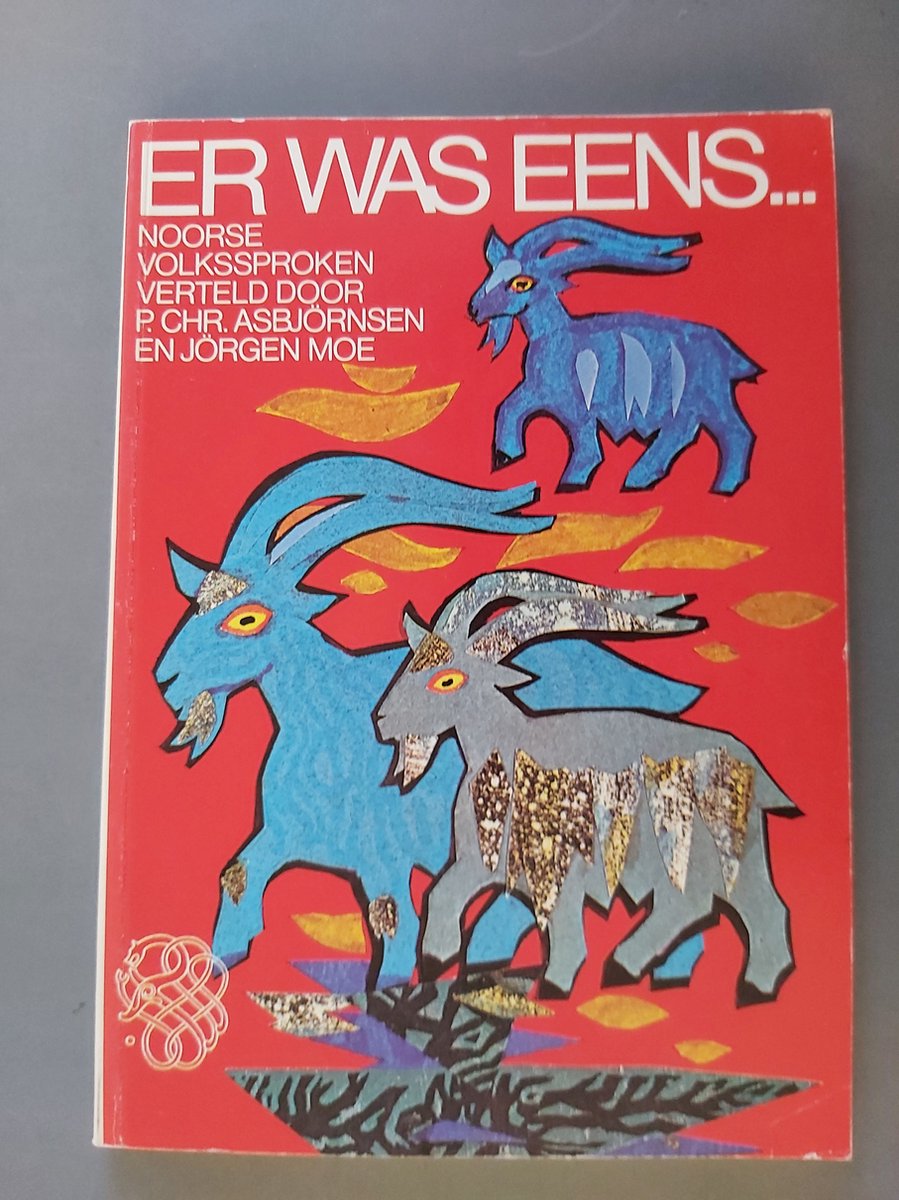 ER WAS EENS...
NOORSE
VOLKSSPROKEN
VERTELD DOOR
P. CHR. ASBJÖRNSEN
EN JÖRGEN MOE